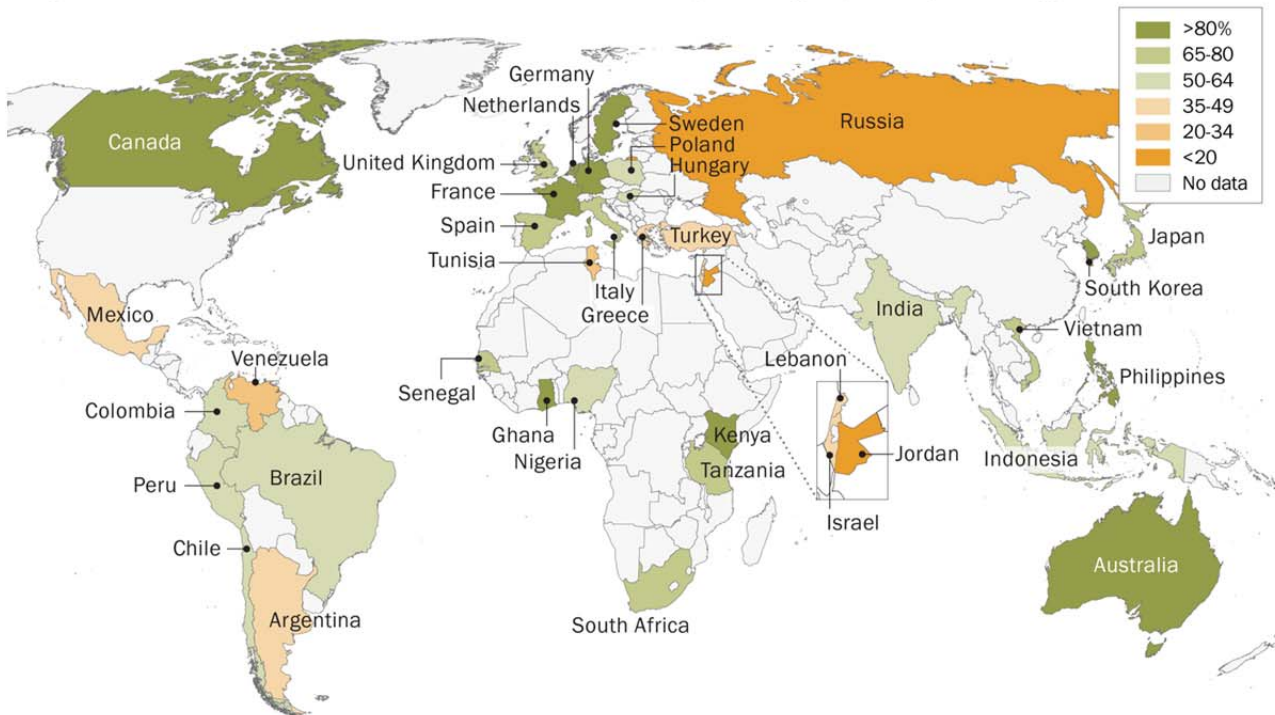 >80%
65-80
50-64
35-49
20-34
<20
No data
Germany
Netherlands
Canada
Sweden
Russia
Poland
Hungary
United Kingdom
France
Spain
Turkey
Japan
Tunisia
Italy
Greece
South Korea
India
Mexico
Vietnam
Venezuela
Lebanon
Senegal
Philippines
Colombia
Ghana
Kenya
Nigeria
Jordan
Indonesia
Tanzania
Brazil
Peru
Israel
Chile
Australia
Argentina
South Africa